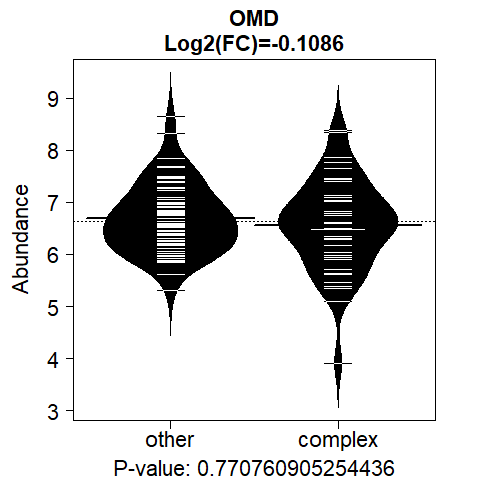 OMD
Log2(FC)=-0.1086
Abundance
9
8
7
6
5
4
3
other complex
P-value: 0.770760905254436